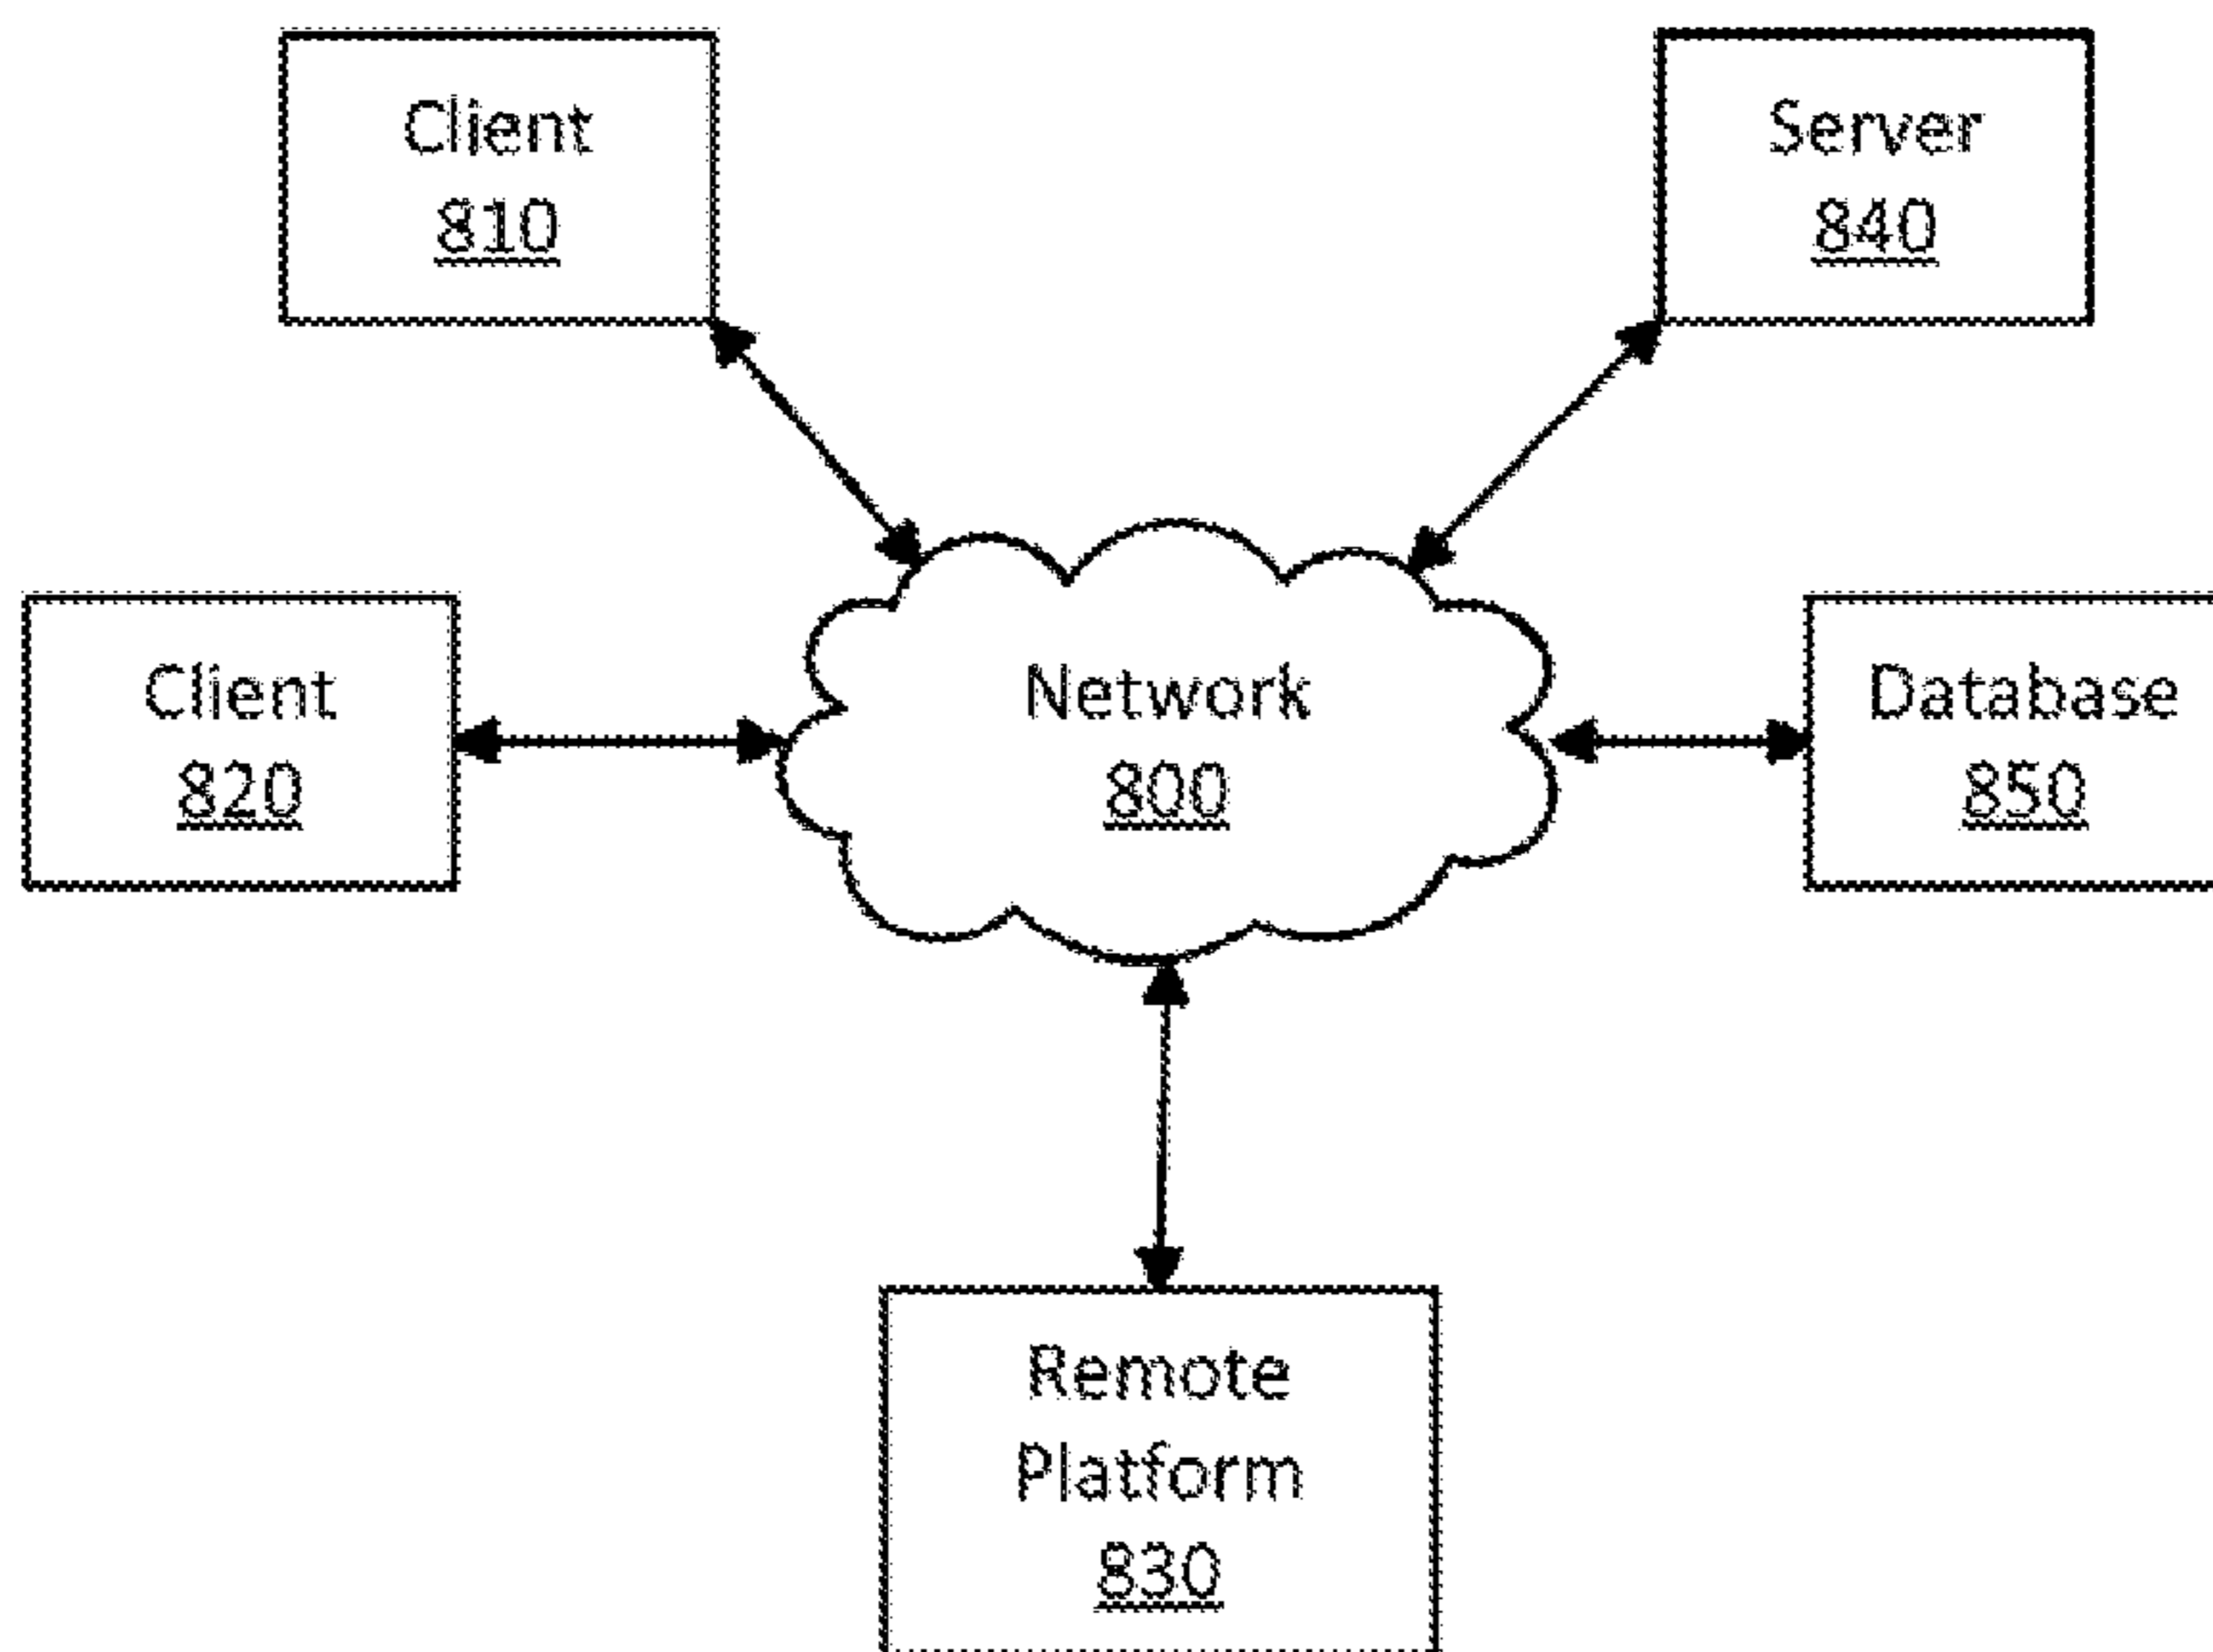 Client
810
Server
840
Client
820
Network
800
Database
850
Remote
Platform
830